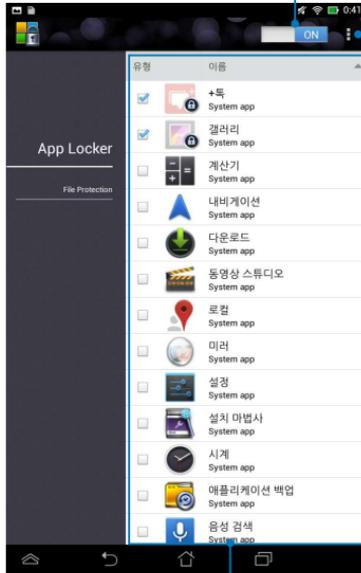 0:41
ON
유형 이름
App Locker
File Protection
+톡
System app
갤러리
System app
계산기
System app
내비게이션
System app
다운로드
System app
동영상 스튜디오
System app
로컬
System app
미러
System app
설정
System app
설치 마법사
System app
시계
System app
애플리케이션 백업
System app
음성 검색
System app